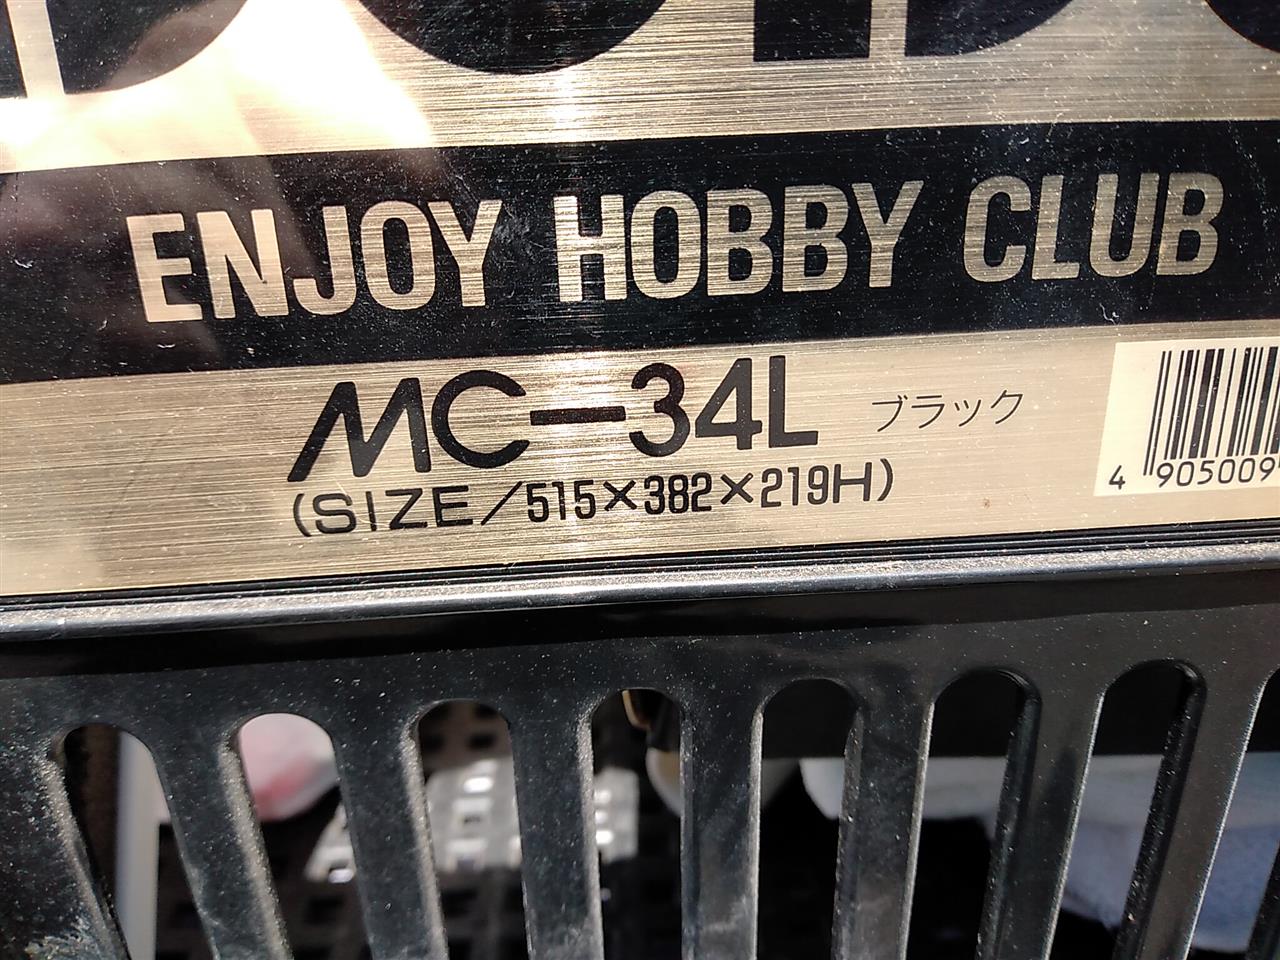 ENJOY HOBBY CLUB
MC-34L ブラック
(SIZE/515×382×219H)
4 905009